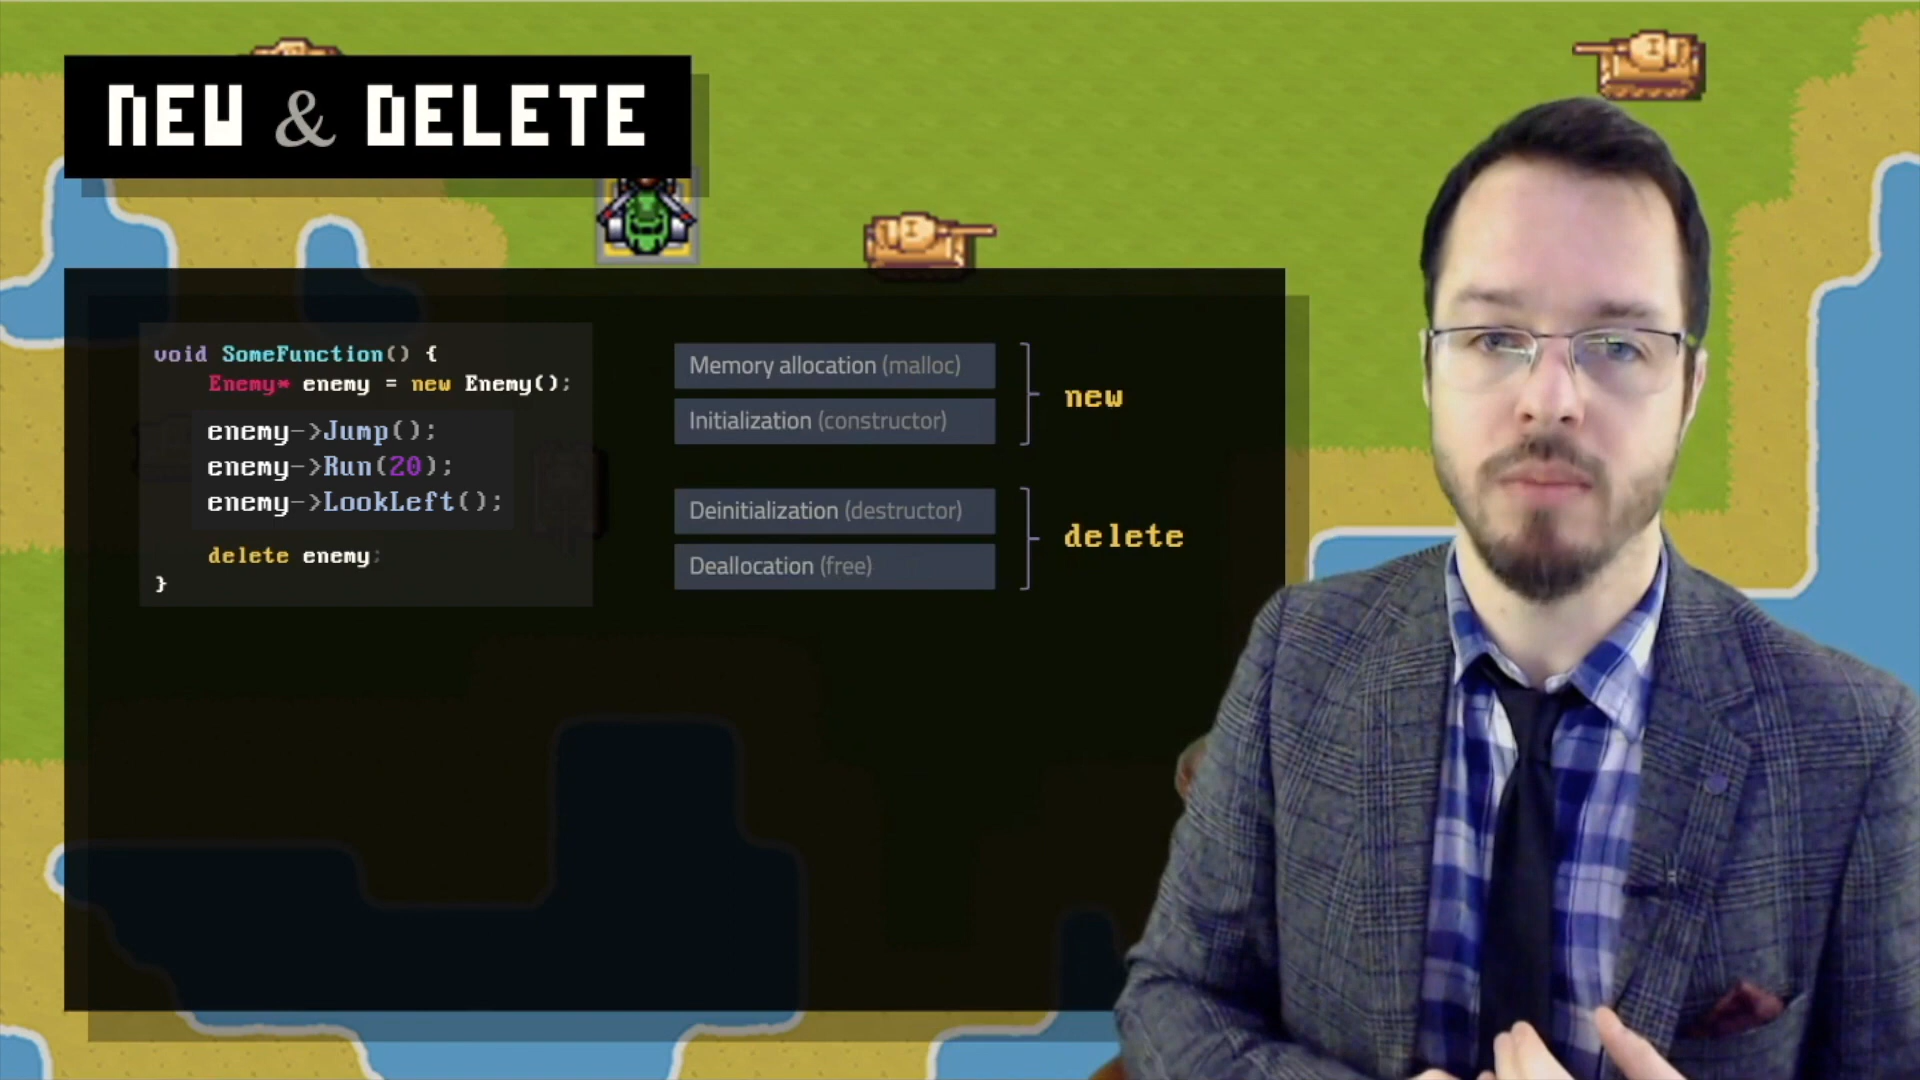 NEW & DELETE
void SomeFunction() {
Enemy* enemy = new Enemy();
enemy->Jump();
enemy->Run(20);
enemy->LookLeft();
delete enemy;
}
Memory allocation (malloc)
Initialization (constructor)
new
Deinitialization (destructor)
Deallocation (free)
delete